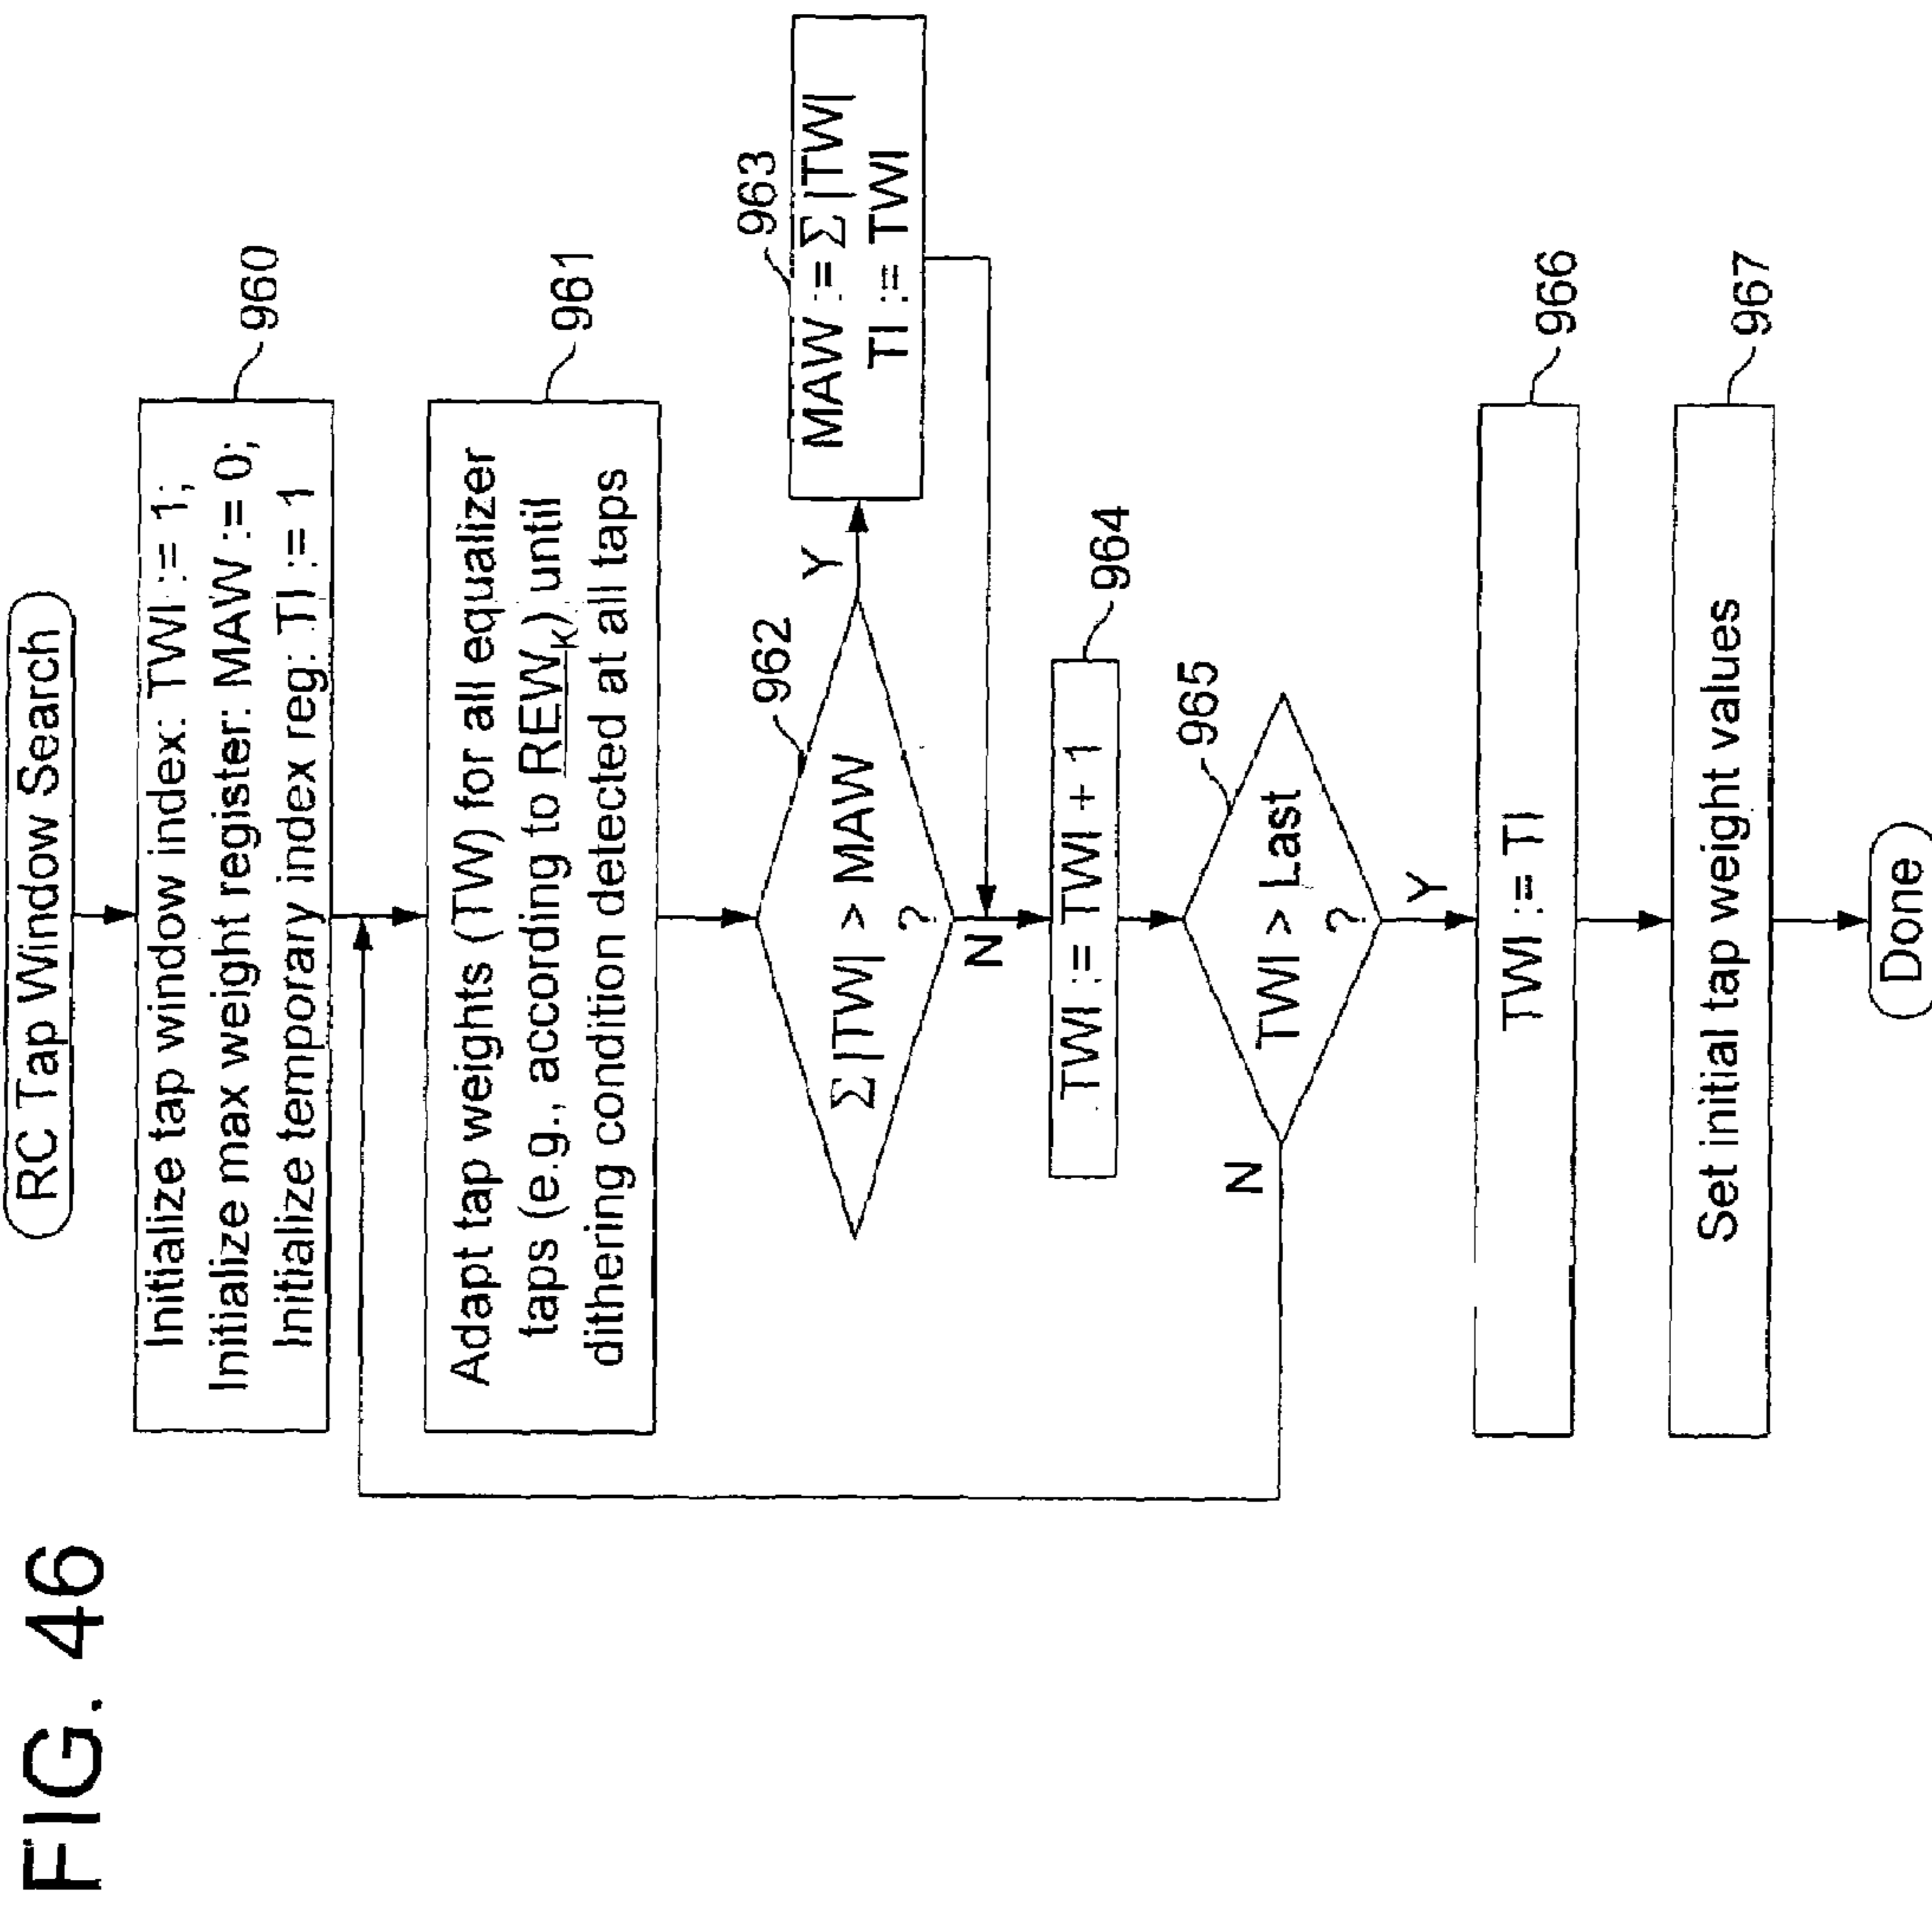 FIG. 46
RC Tap Window Search
Initialize tap window index: TWI := 1;
Initialize max weight register: MAW := 0;
Initialize temporary index reg: TI := 1
960
Adapt tap weights (TW) for all equalizer
taps (e.g., according to REWₖ) until
dithering condition detected at all taps
961
Σ |TW| > MAW
?
962
Y
N
MAW := Σ |TW|
TI := TWI
963
TWI := TWI + 1
964
TWI > Last
?
965
N
Y
TWI := TI
966
Set initial tap weight values
967
Done